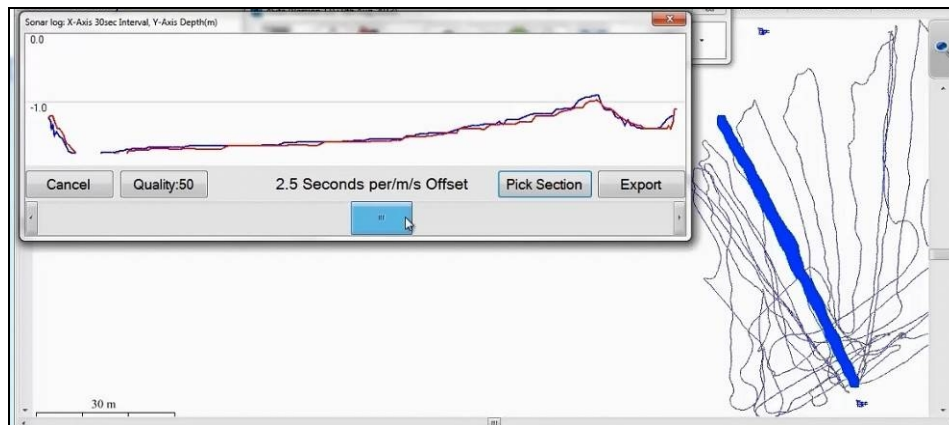 Sonar log: X-Axis 30sec Interval, Y-Axis Depth(m)
0.0
-1.0
Cancel
Quality:50
2.5 Seconds per/m/s Offset
Pick Section
Export
30 m